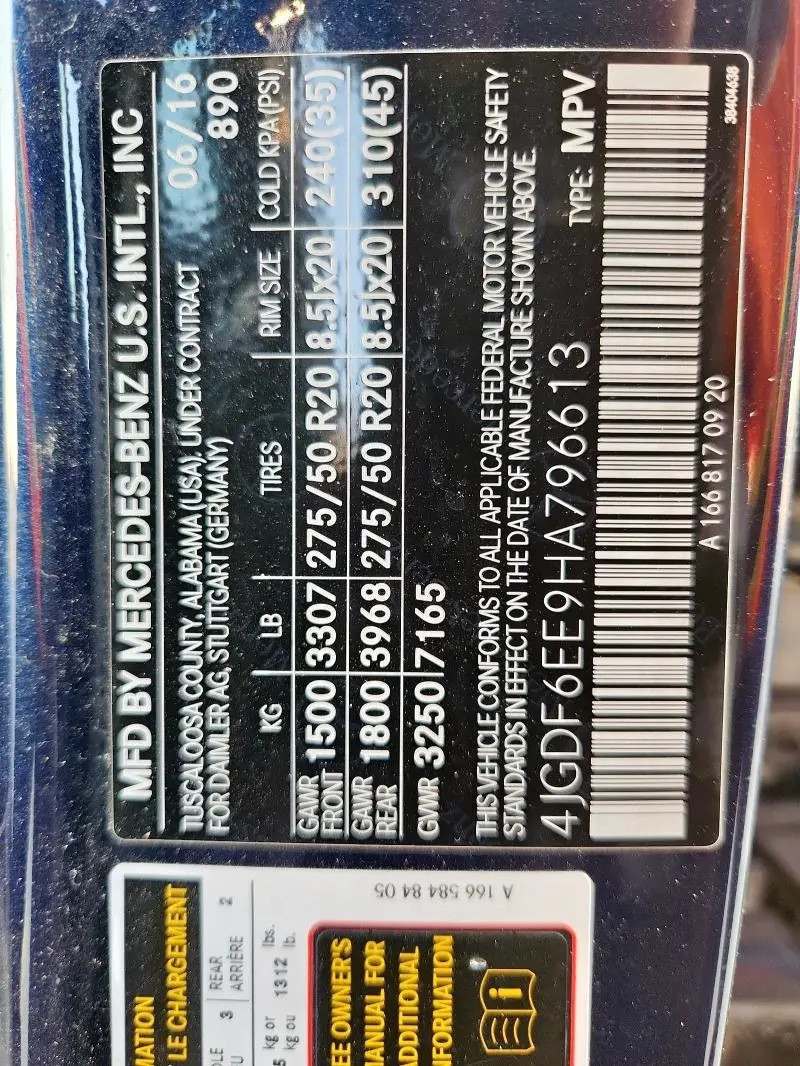 MFD BY MERCEDES-BENZ U.S. INTL., INC
TUSCALOOSA COUNTY, ALABAMA (USA), UNDER CONTRACT 06/16
FOR DAIMLER AG, STUTTGART (GERMANY) 890
KG LB TIRES RIM SIZE COLD KPA (PSI)
GAWR FRONT 1500 3307 275/50 R20 8.5Jx20 240(35)
GAWR REAR 1800 3968 275/50 R20 8.5Jx20 310(45)
GVWR 3250 7165
THIS VEHICLE CONFORMS TO ALL APPLICABLE FEDERAL MOTOR VEHICLE SAFETY
STANDARDS IN EFFECT ON THE DATE OF MANUFACTURE SHOWN ABOVE.
4JGDF6EE9HA796613 TYPE: MPV
A 166 817 09 20
38404638
LE CHARGEMENT
3 REAR ARRIÈRE 2
kg or lbs.
kg ou 1312 lb.
A 166 584 84 05
MANUAL FOR
ADDITIONAL